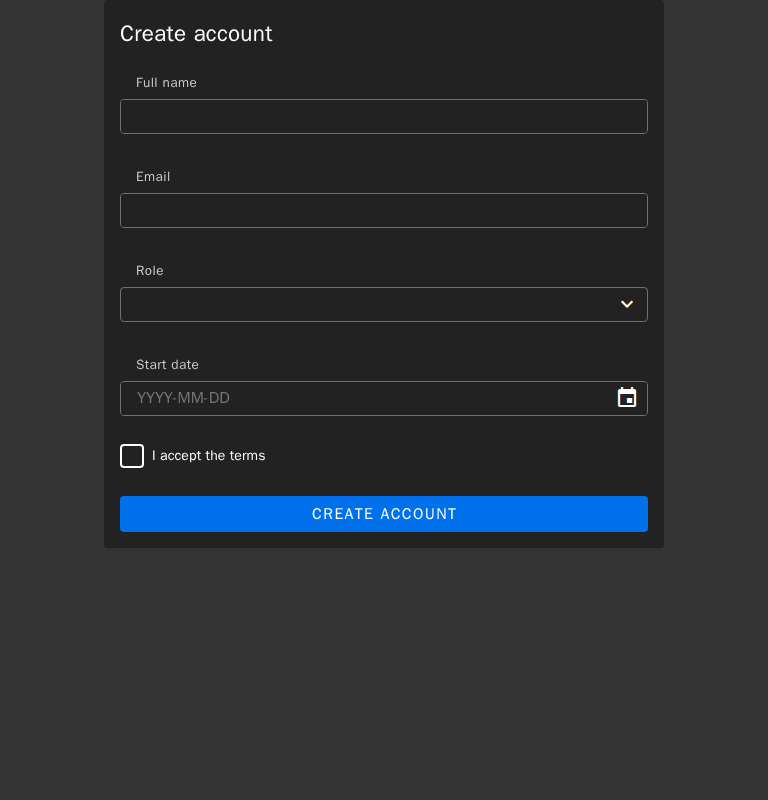 Create account
Full name
Email
Role
Start date
YYYY-MM-DD
I accept the terms
CREATE ACCOUNT